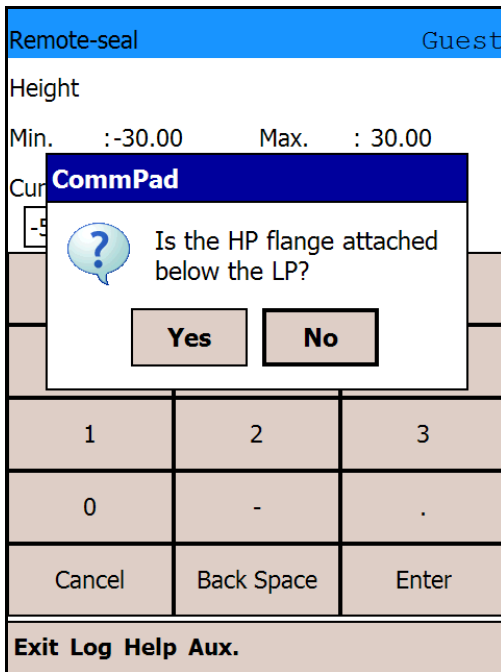 Remote-seal Guest
Height
Min. :-30.00 Max. : 30.00
Cur
CommPad
Is the HP flange attached
below the LP?
Yes No
1 2 3
0 - .
Cancel Back Space Enter
Exit Log Help Aux.